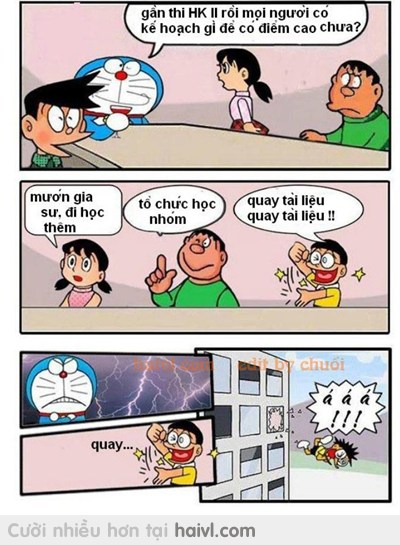 gần thi HK II rồi mọi người có
kế hoạch gì để có điểm cao chưa?
mướn gia
sư, đi học
thêm
tổ chức học
nhóm
quay tài liệu
quay tài liệu !!
edit by chuối
quay...
á á á
! ! !
Cười nhiều hơn tại haivl.com